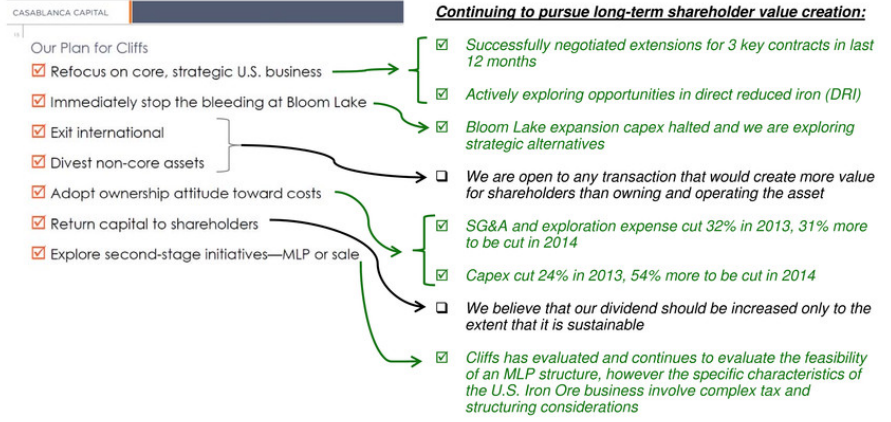 CASABLANCA CAPITAL
Our Plan for Cliffs
Refocus on core, strategic U.S. business
Immediately stop the bleeding at Bloom Lake
Exit international
Divest non-core assets
Adopt ownership attitude toward costs
Return capital to shareholders
Explore second-stage initiatives—MLP or sale
Continuing to pursue long-term shareholder value creation:
Successfully negotiated extensions for 3 key contracts in last
12 months
Actively exploring opportunities in direct reduced iron (DRI)
Bloom Lake expansion capex halted and we are exploring
strategic alternatives
We are open to any transaction that would create more value
for shareholders than owning and operating the asset
SG&A and exploration expense cut 32% in 2013, 31% more
to be cut in 2014
Capex cut 24% in 2013, 54% more to be cut in 2014
We believe that our dividend should be increased only to the
extent that it is sustainable
Cliffs has evaluated and continues to evaluate the feasibility
of an MLP structure, however the specific characteristics of
the U.S. Iron Ore business involve complex tax and
structuring considerations